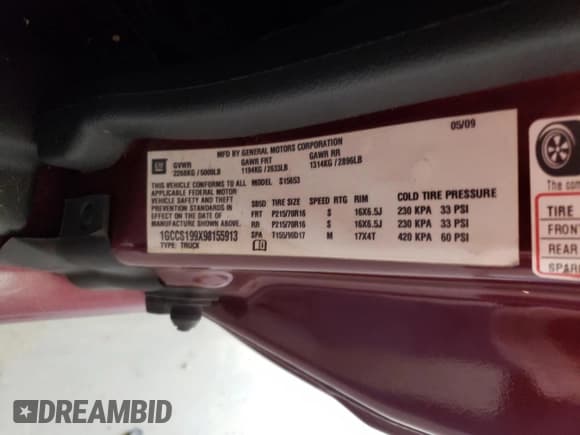 05/09
MFD BY GENERAL MOTORS CORPORATION
GM
GVWR GAWR FRT GAWR RR
2268KG/5000LB 1194KG/2633LB 1314KG/2896LB
THIS VEHICLE CONFORMS TO ALL MODEL: S15653
APPLICABLE FEDERAL MOTOR
VEHICLE SAFETY AND THEFT
PREVENTION STANDARDS IN
EFFECT ON THE DATE OF
MANUFACTURE SHOWN ABOVE.
1GCCS199X98155913
TYPE: TRUCK
SBSD TIRE SIZE SPEED RTG RIM COLD TIRE PRESSURE
FRT P215/70R16 S 16X6.5J 230 KPA 33 PSI
RR P215/70R16 S 16X6.5J 230 KPA 33 PSI
SPA T155/90D17 M 17X4T 420 KPA 60 PSI
The com
TIRE
FRONT
REAR
SPAR
DREAMBID